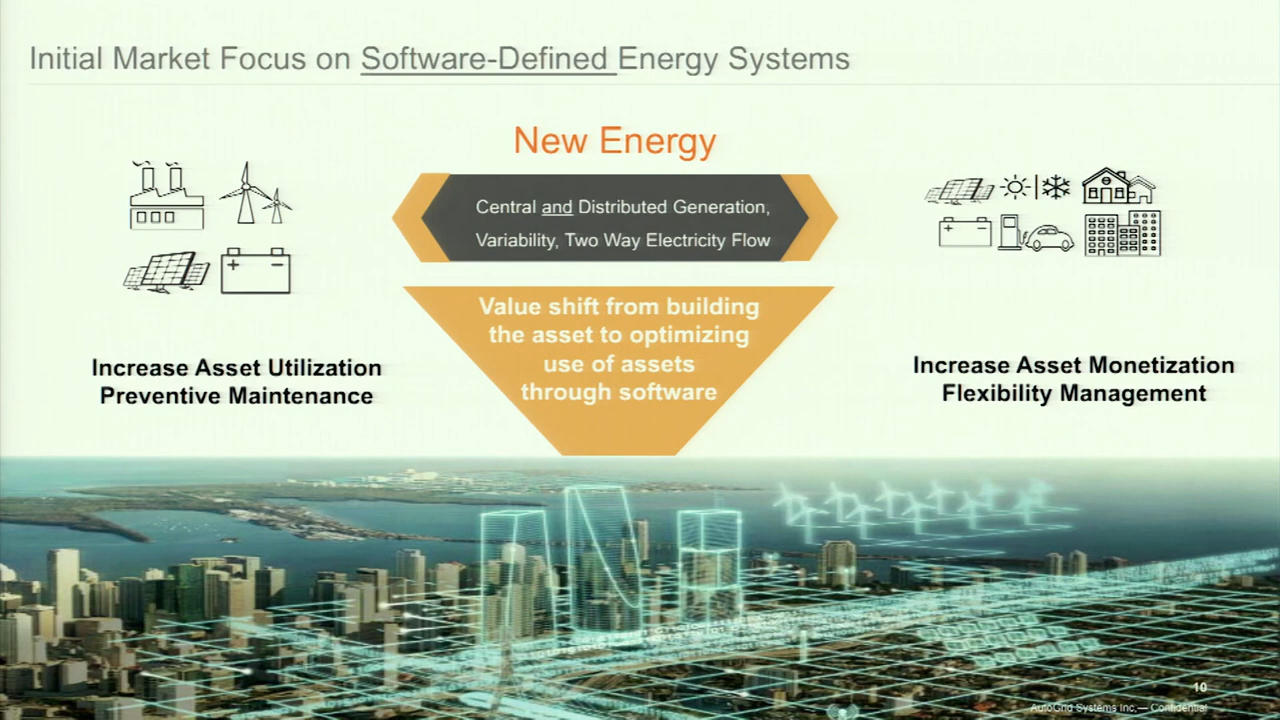 Initial Market Focus on Software-Defined Energy Systems
New Energy
Central and Distributed Generation,
Variability, Two Way Electricity Flow
Value shift from building
the asset to optimizing
use of assets
through software
Increase Asset Utilization
Preventive Maintenance
Increase Asset Monetization
Flexibility Management
10
AutoGrid Systems Inc.— Confidential